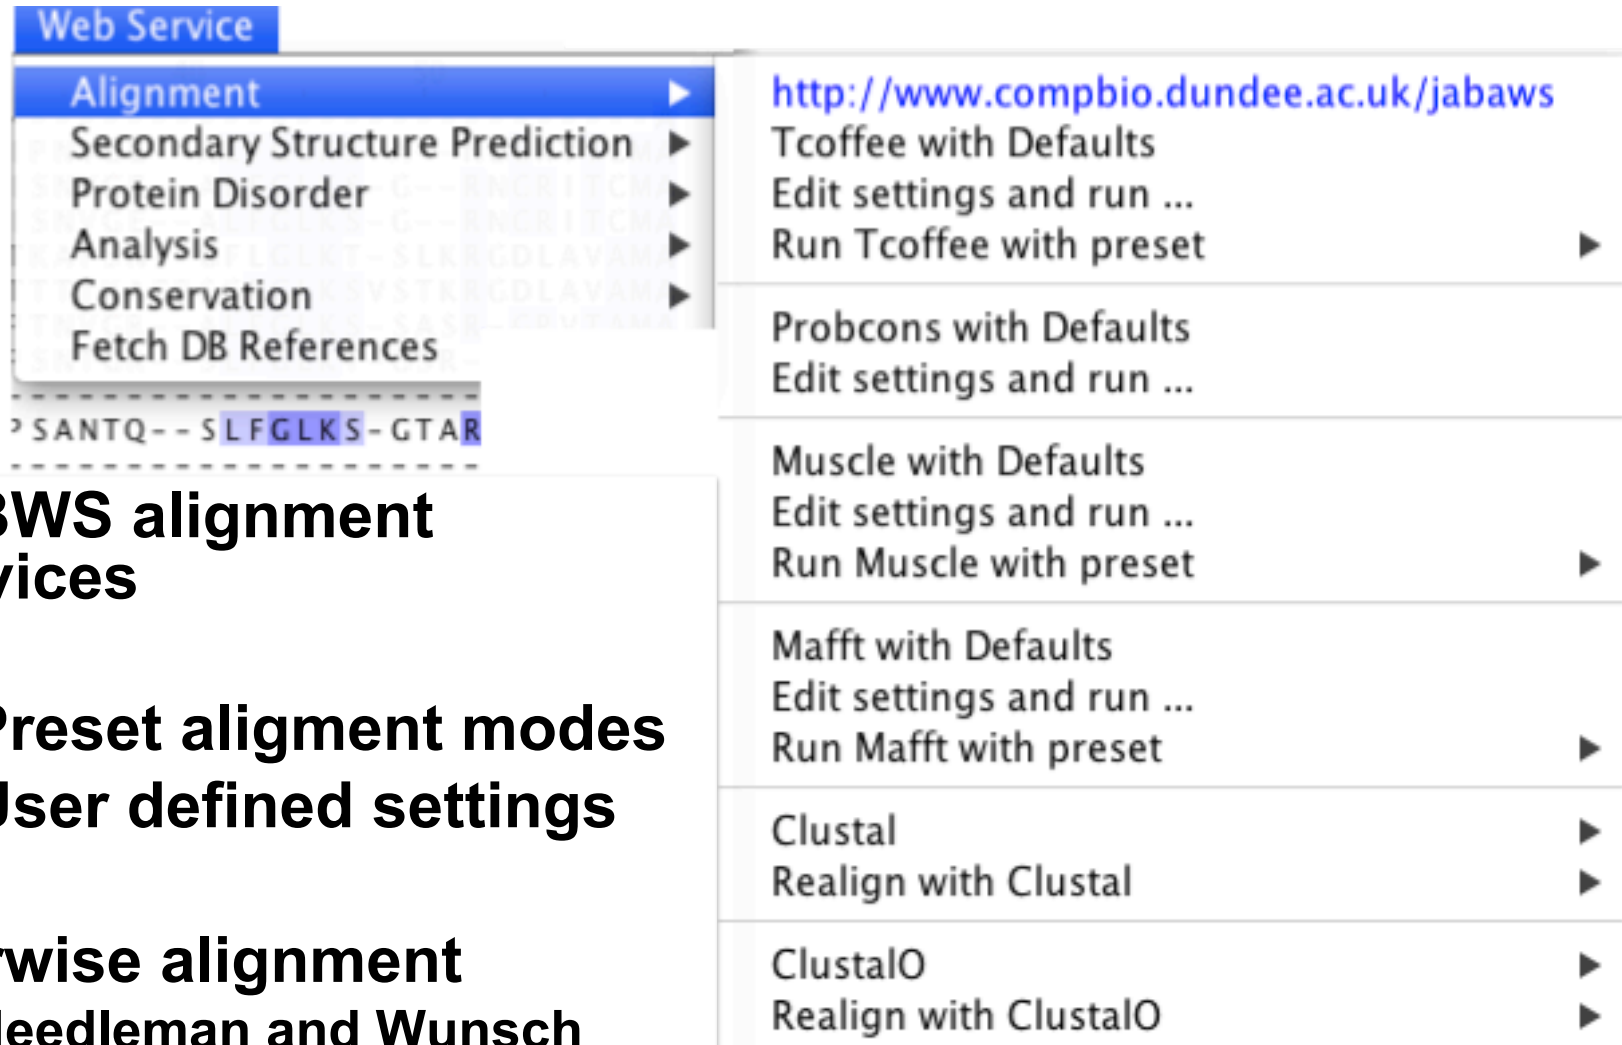 Web Service
Alignment
Secondary Structure Prediction
Protein Disorder
Analysis
Conservation
Fetch DB References
PSANTQ--SLFGLKS-GTAR
http://www.compbio.dundee.ac.uk/jabaws
Tcoffee with Defaults
Edit settings and run ...
Run Tcoffee with preset
Probcons with Defaults
Edit settings and run ...
Muscle with Defaults
Edit settings and run ...
Run Muscle with preset
Mafft with Defaults
Edit settings and run ...
Run Mafft with preset
Clustal
Realign with Clustal
ClustalO
Realign with ClustalO
BWS alignment
vices
Preset aligment modes
User defined settings
rwise alignment
Needleman and Wunsch